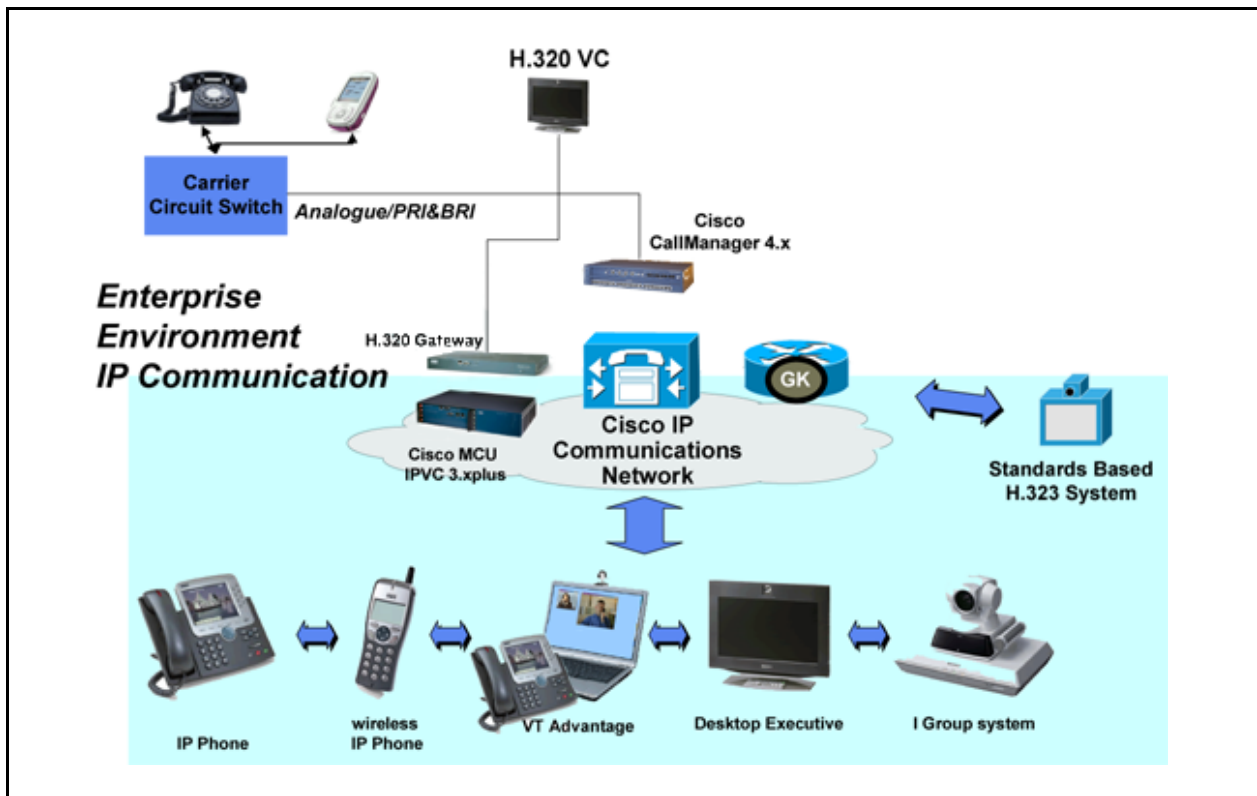 H.320 VC
Carrier
Circuit Switch
Analogue/PRI&BRI
Cisco
CallManager 4.x
Enterprise
Environment
IP Communication
H.320 Gateway
GK
Cisco MCU
IPVC 3.xplus
Cisco IP
Communications
Network
Standards Based
H.323 System
IP Phone
wireless
IP Phone
VT Advantage
Desktop Executive
I Group system